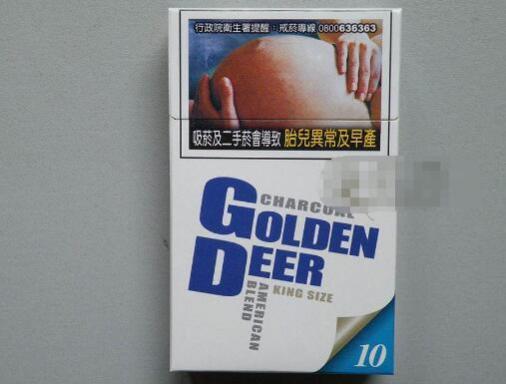 行政院衛生署提醒：戒菸專線 0800636363
吸菸及二手菸會導致 胎兒異常及早產
CHARCOAL
GOLDEN
DEER
KING SIZE
AMERICAN
BLEND
10